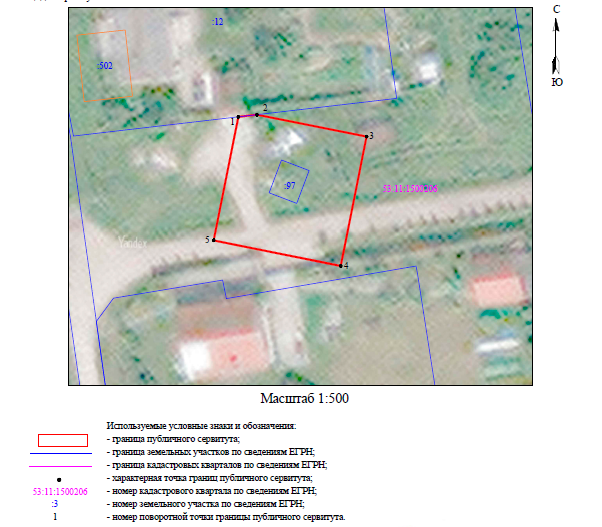 :12
С
:502
Ю
1
2
3
:97
53:11:1500206
5
Yandex
4
Масштаб 1:500
Используемые условные знаки и обозначения:
- граница публичного сервитута;
- граница земельных участков по сведениям ЕГРН;
- граница кадастровых кварталов по сведениям ЕГРН;
- характерная точка границ публичного сервитута;
53:11:1500206 - номер кадастрового квартала по сведениям ЕГРН;
:3 - номер земельного участка по сведениям ЕГРН;
1 - номер поворотной точки границы публичного сервитута.